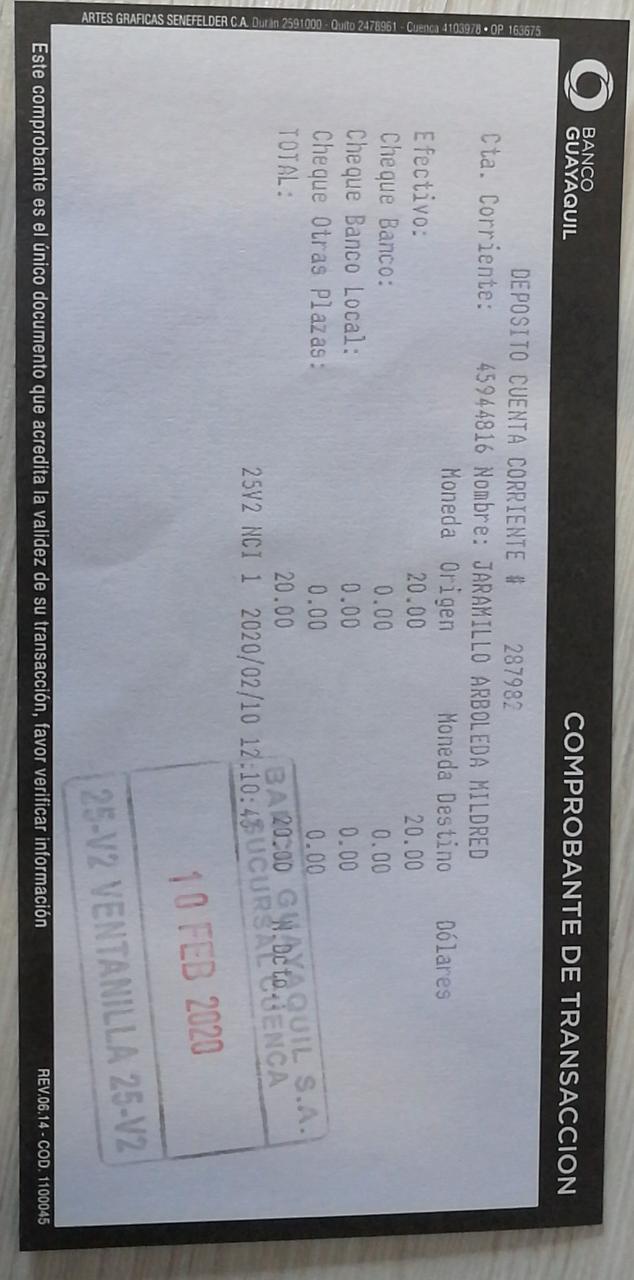 ARTES GRAFICAS SENEFELDER C.A. Durán 2591000 - Quito 2478961 - Cuenca 4103978 • OP 163675
BANCO
GUAYAQUIL
COMPROBANTE DE TRANSACCION
DEPOSITO CUENTA CORRIENTE # 287982
Cta. Corriente: 45944816 Nombre: JARAMILLO ARBOLEDA MILDRED
Moneda Origen Moneda Destino Dólares
Efectivo: 20.00 20.00
Cheque Banco: 0.00 0.00
Cheque Banco Local: 0.00 0.00
Cheque Otras Plazas: 0.00 0.00
TOTAL: 20.00 20.00
25V2 NCI 1 2020/02/10 12:10:45
BANCO GUAYAQUIL S.A.
SUCURSAL CUENCA
10 FEB 2020
25-V2 VENTANILLA 25-V2
Este comprobante es el único documento que acredita la validez de su transacción, favor verificar información
REV.06.14 - COD. 1100045